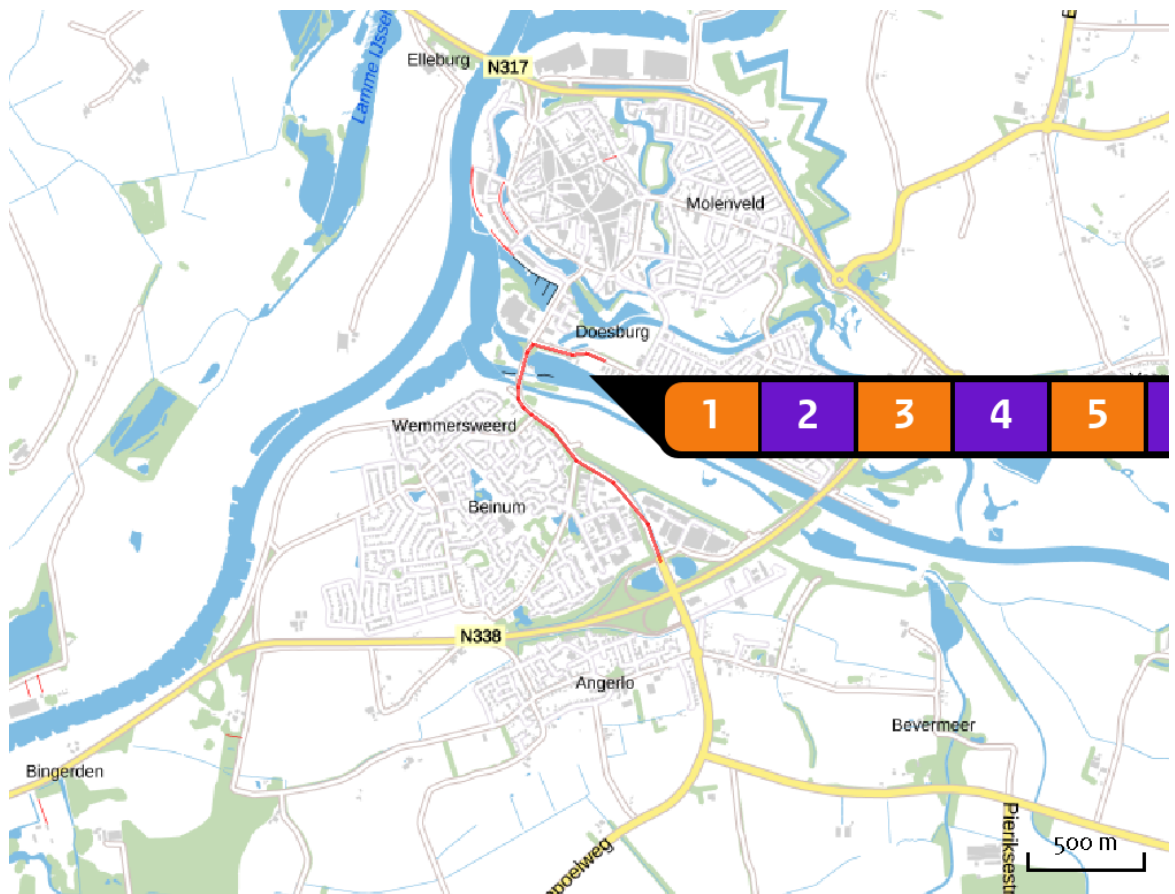 Elleburg
N317
Lamme IJssel
Molenveld
Doesburg
1 2 3 4 5
Wemmersweerd
Beinum
N338
Angerlo
Bevermeer
Bingerden
500 m